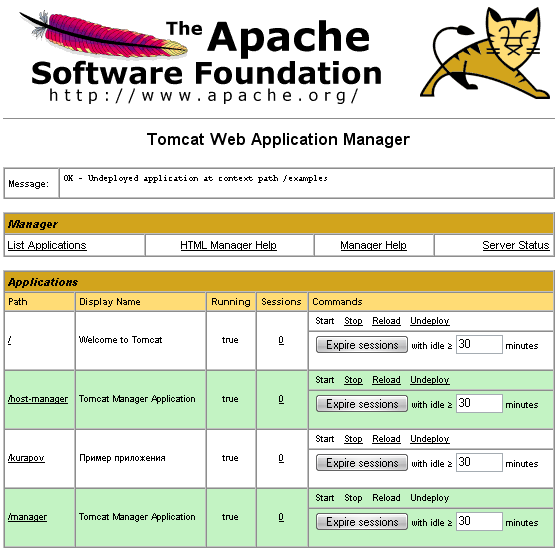 The Apache
Software Foundation
http://www.apache.org/
Tomcat Web Application Manager
Message: OK - Undeployed application at context path /examples
Manager
List Applications HTML Manager Help Manager Help Server Status
Applications
Path Display Name Running Sessions Commands
Start Stop Reload Undeploy
/ Welcome to Tomcat true 0
Expire sessions with idle ≥ 30 minutes
Start Stop Reload Undeploy
/host-manager Tomcat Manager Application true 0
Expire sessions with idle ≥ 30 minutes
Start Stop Reload Undeploy
/kurapov Пример приложения true 0
Expire sessions with idle ≥ 30 minutes
Start Stop Reload Undeploy
/manager Tomcat Manager Application true 0
Expire sessions with idle ≥ 30 minutes